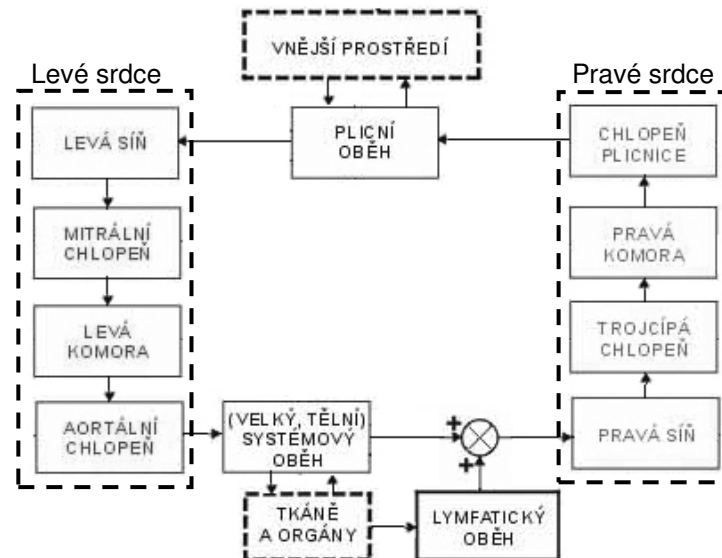 VNĚJŠÍ PROSTŘEDÍ
Levé srdce
Pravé srdce
LEVÁ SÍŇ
PLICNÍ
OBĚH
CHLOPEŇ
PLICNICE
MITRÁLNÍ
CHLOPEŇ
PRAVÁ
KOMORA
LEVÁ
KOMORA
TROJCÍPÁ
CHLOPEŇ
AORTÁLNÍ
CHLOPEŇ
(VELKÝ, TĚLNÍ)
SYSTÉMOVÝ
OBĚH
+
+
PRAVÁ SÍŇ
TKÁNĚ
A ORGÁNY
LYMFATICKÝ
OBĚH